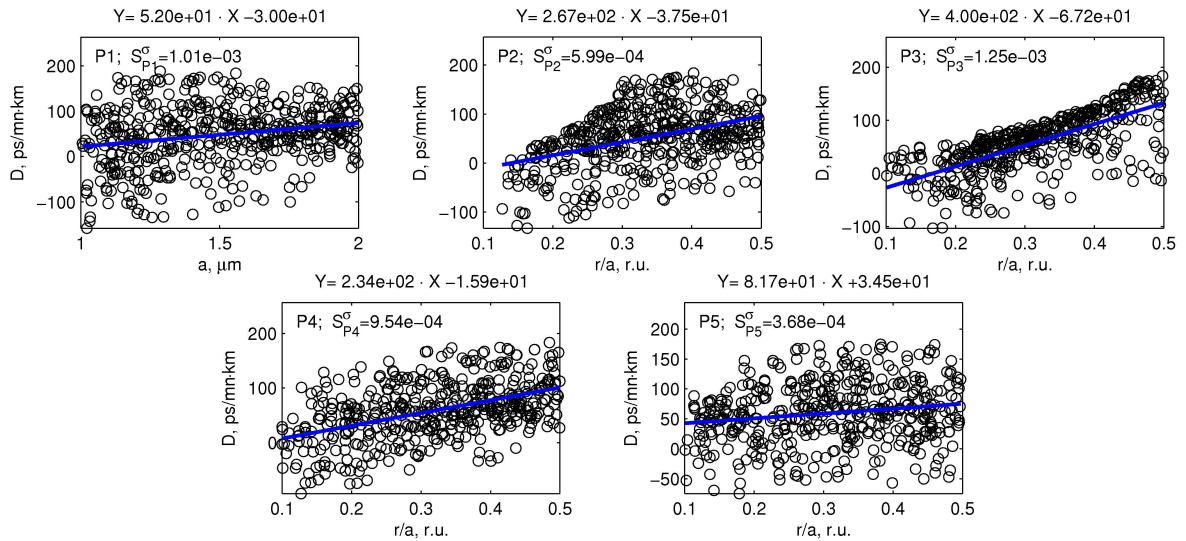 Y= 5.20e+01 · X −3.00e+01
P1; S^σ_P1=1.01e−03
D, ps/mn·km
200
100
0
−100
1
1.5
2
a, μm
Y= 2.67e+02 · X −3.75e+01
P2; S^σ_P2=5.99e−04
D, ps/mn·km
200
100
0
−100
0.1
0.2
0.3
0.4
0.5
r/a, r.u.
Y= 4.00e+02 · X −6.72e+01
P3; S^σ_P3=1.25e−03
D, ps/mn·km
200
100
0
−100
0.1
0.2
0.3
0.4
0.5
r/a, r.u.
Y= 2.34e+02 · X −1.59e+01
P4; S^σ_P4=9.54e−04
D, ps/mn·km
200
100
0
0.1
0.2
0.3
0.4
0.5
r/a, r.u.
Y= 8.17e+01 · X +3.45e+01
P5; S^σ_P5=3.68e−04
D, ps/mn·km
200
150
100
50
0
−50
0.1
0.2
0.3
0.4
0.5
r/a, r.u.